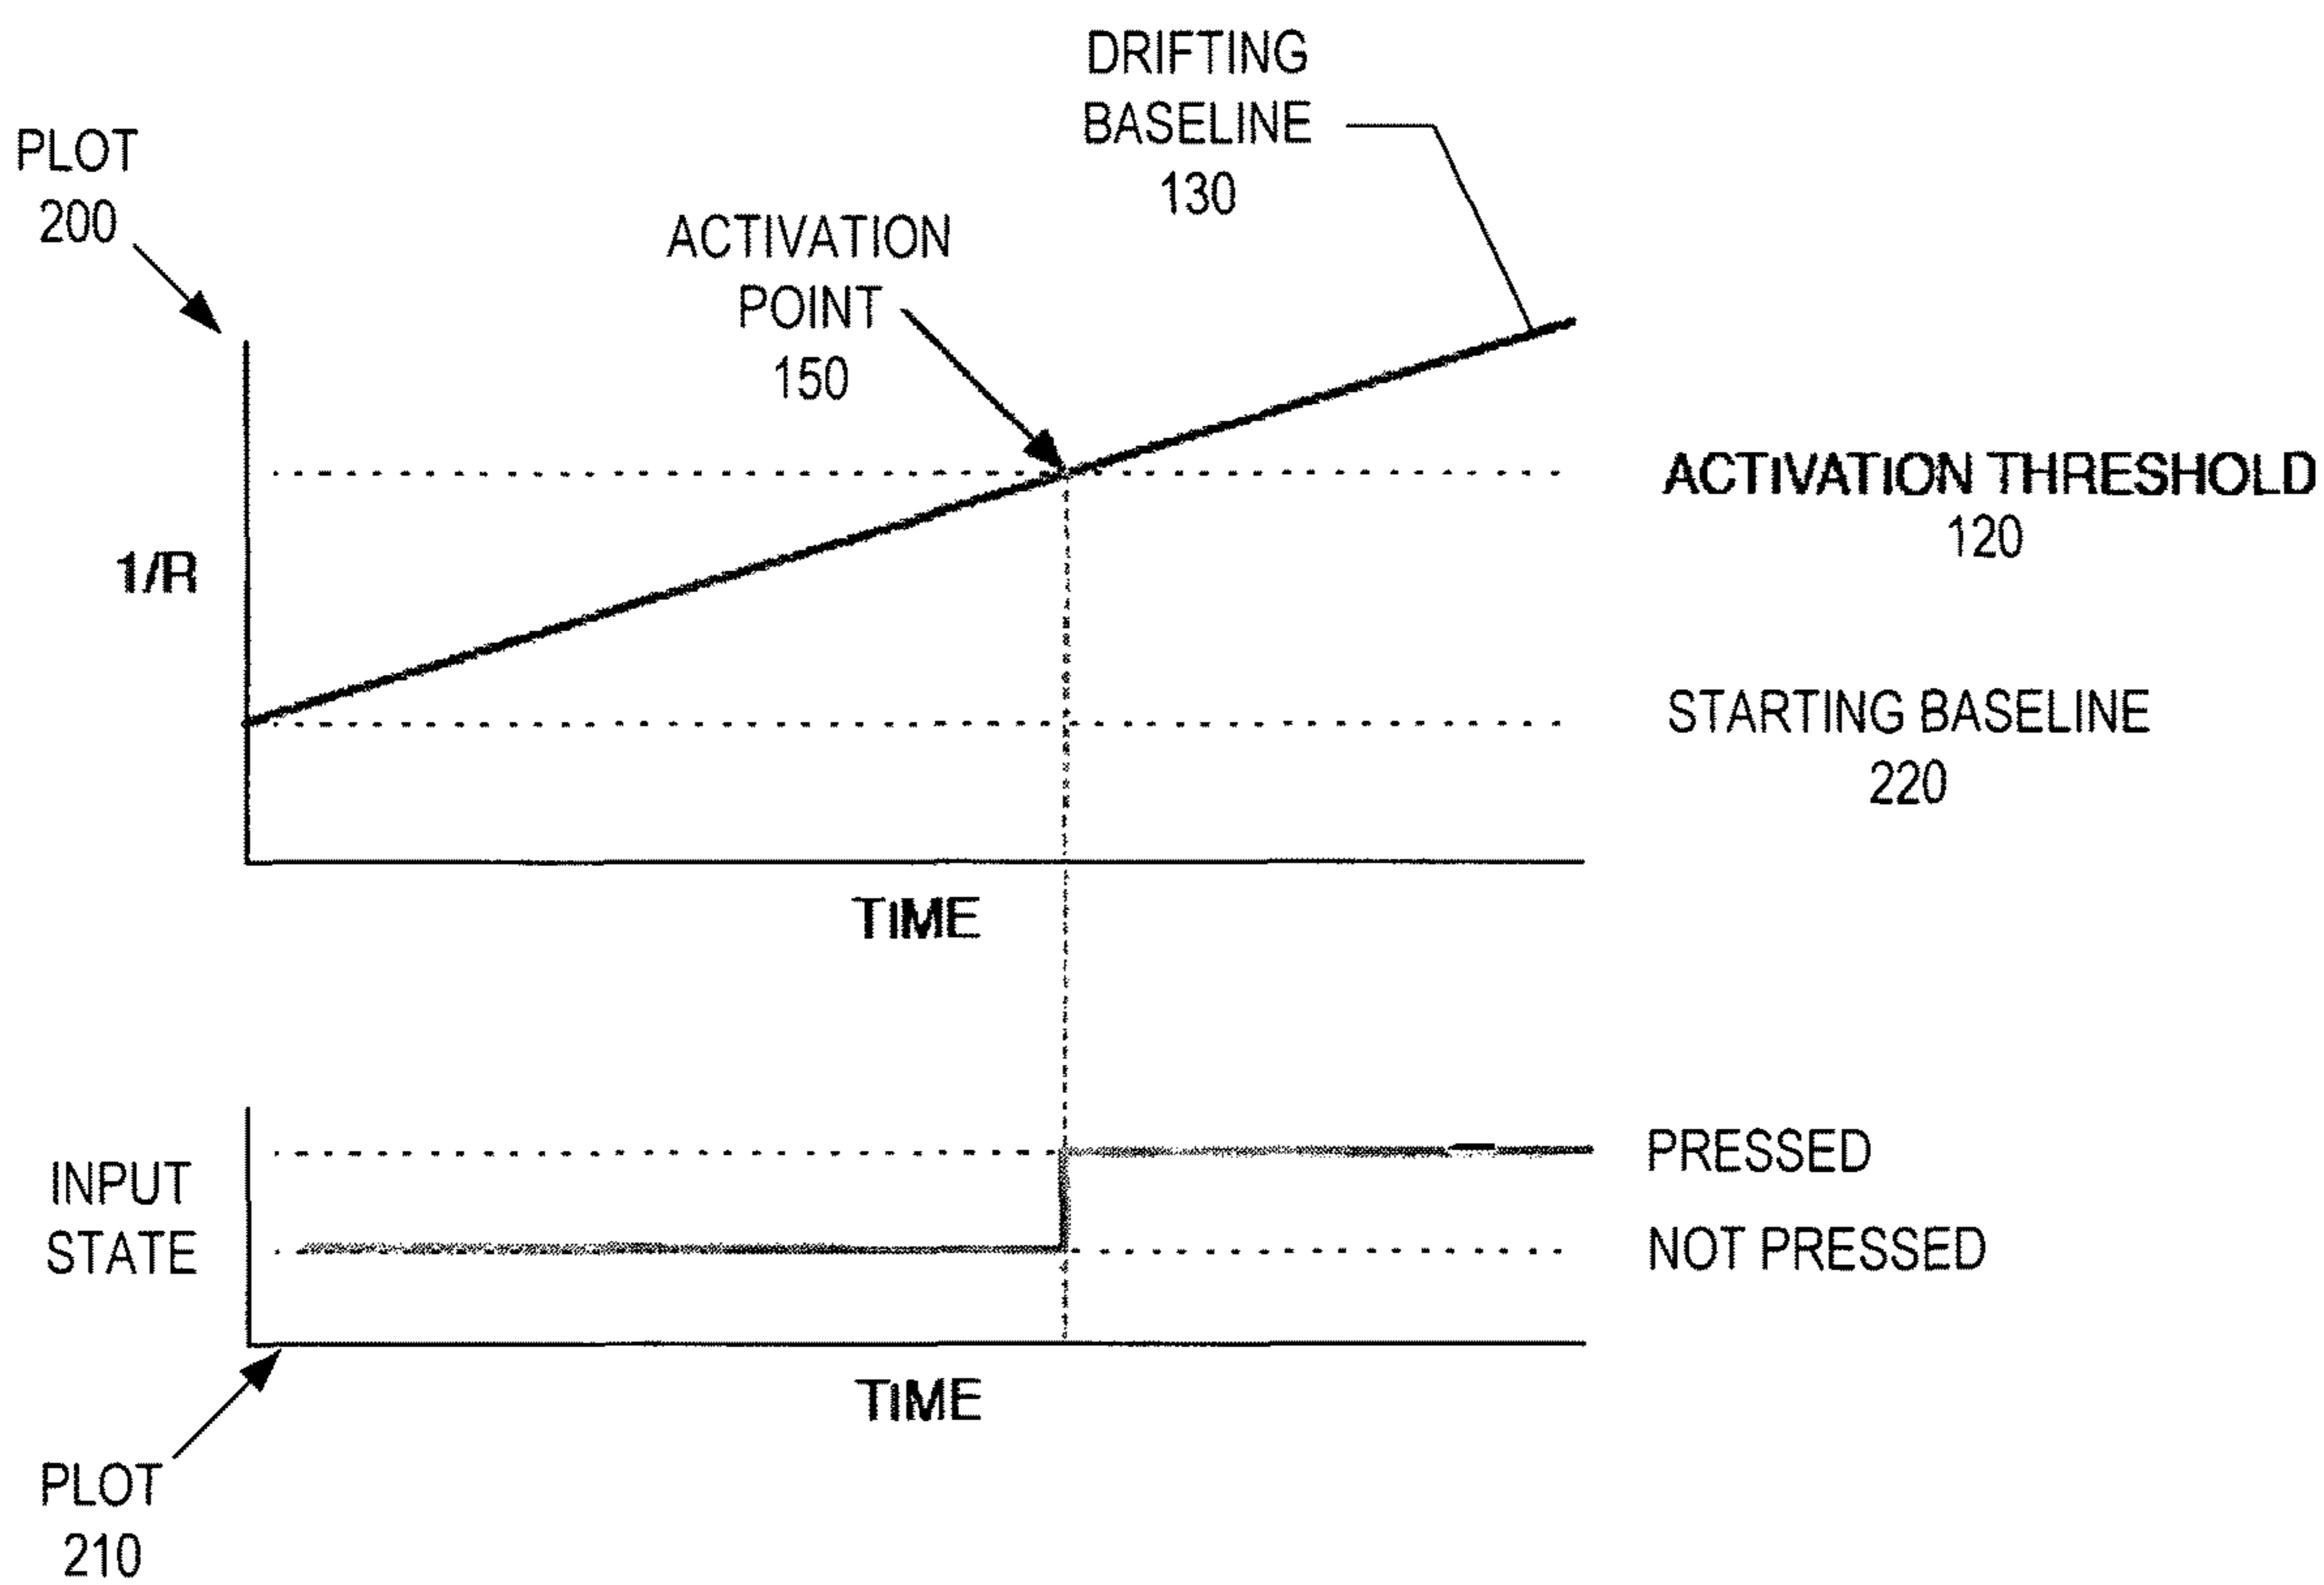 DRIFTING
BASELINE
130
PLOT
200
ACTIVATION
POINT
150
ACTIVATION THRESHOLD
120
1/R
STARTING BASELINE
220
TIME
INPUT
STATE
PRESSED
NOT PRESSED
TIME
PLOT
210